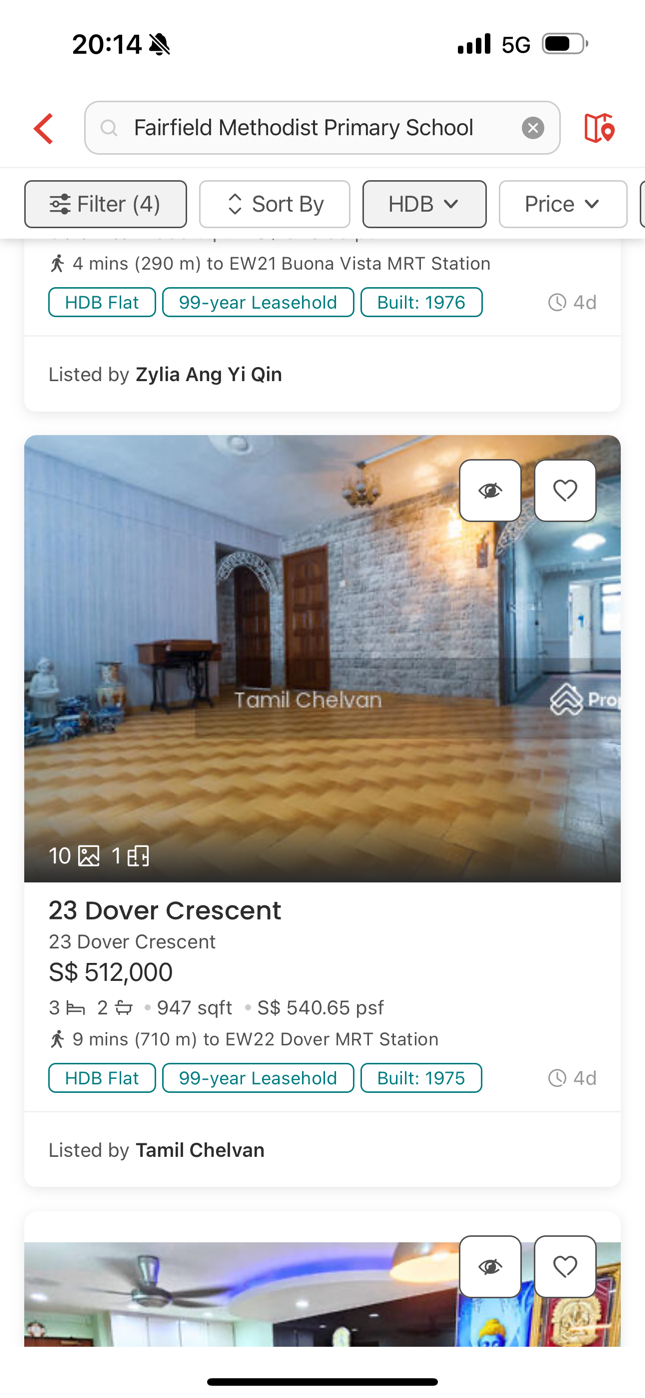 20:14
5G
Fairfield Methodist Primary School
Filter (4)
Sort By
HDB
Price
4 mins (290 m) to EW21 Buona Vista MRT Station
HDB Flat
99-year Leasehold
Built: 1976
4d
Listed by Zylia Ang Yi Qin
Tamil Chelvan
Prop
10
1
23 Dover Crescent
23 Dover Crescent
S$ 512,000
3 2 • 947 sqft • S$ 540.65 psf
9 mins (710 m) to EW22 Dover MRT Station
HDB Flat
99-year Leasehold
Built: 1975
4d
Listed by Tamil Chelvan